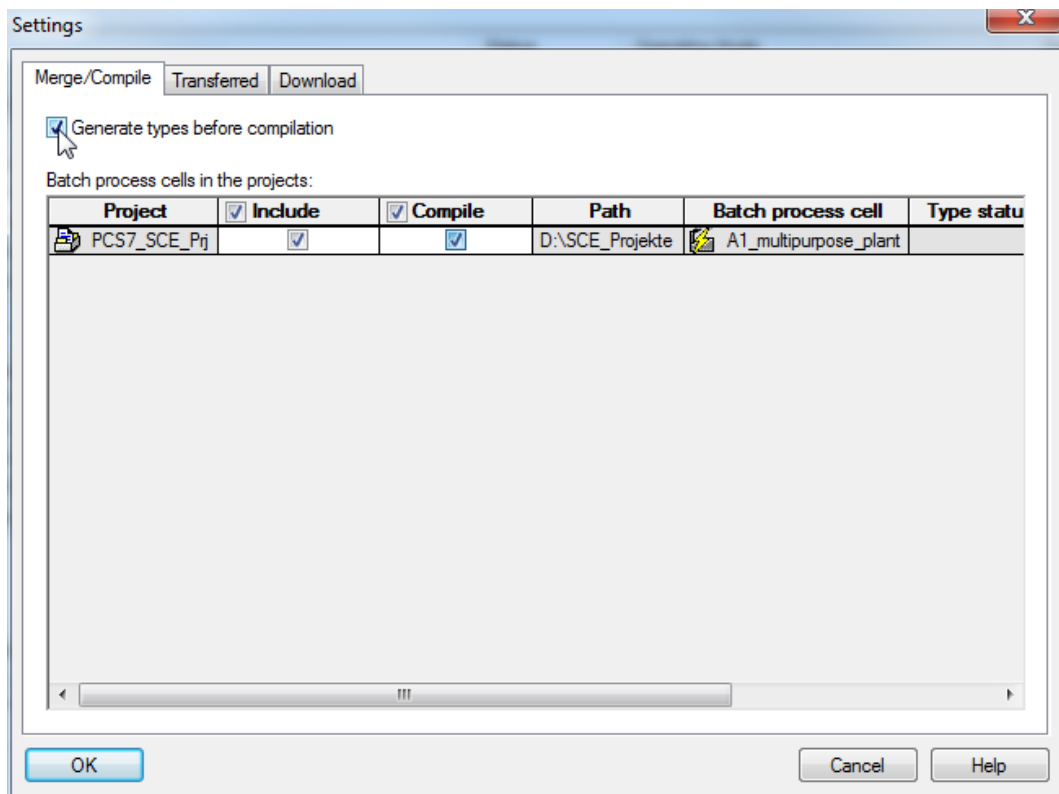 Settings
Merge/Compile Transferred Download
Generate types before compilation
Batch process cells in the projects:
Project Include Compile Path Batch process cell Type statu
PCS7_SCE_Prj D:\SCE_Projekte A1_multipurpose_plant
OK Cancel Help